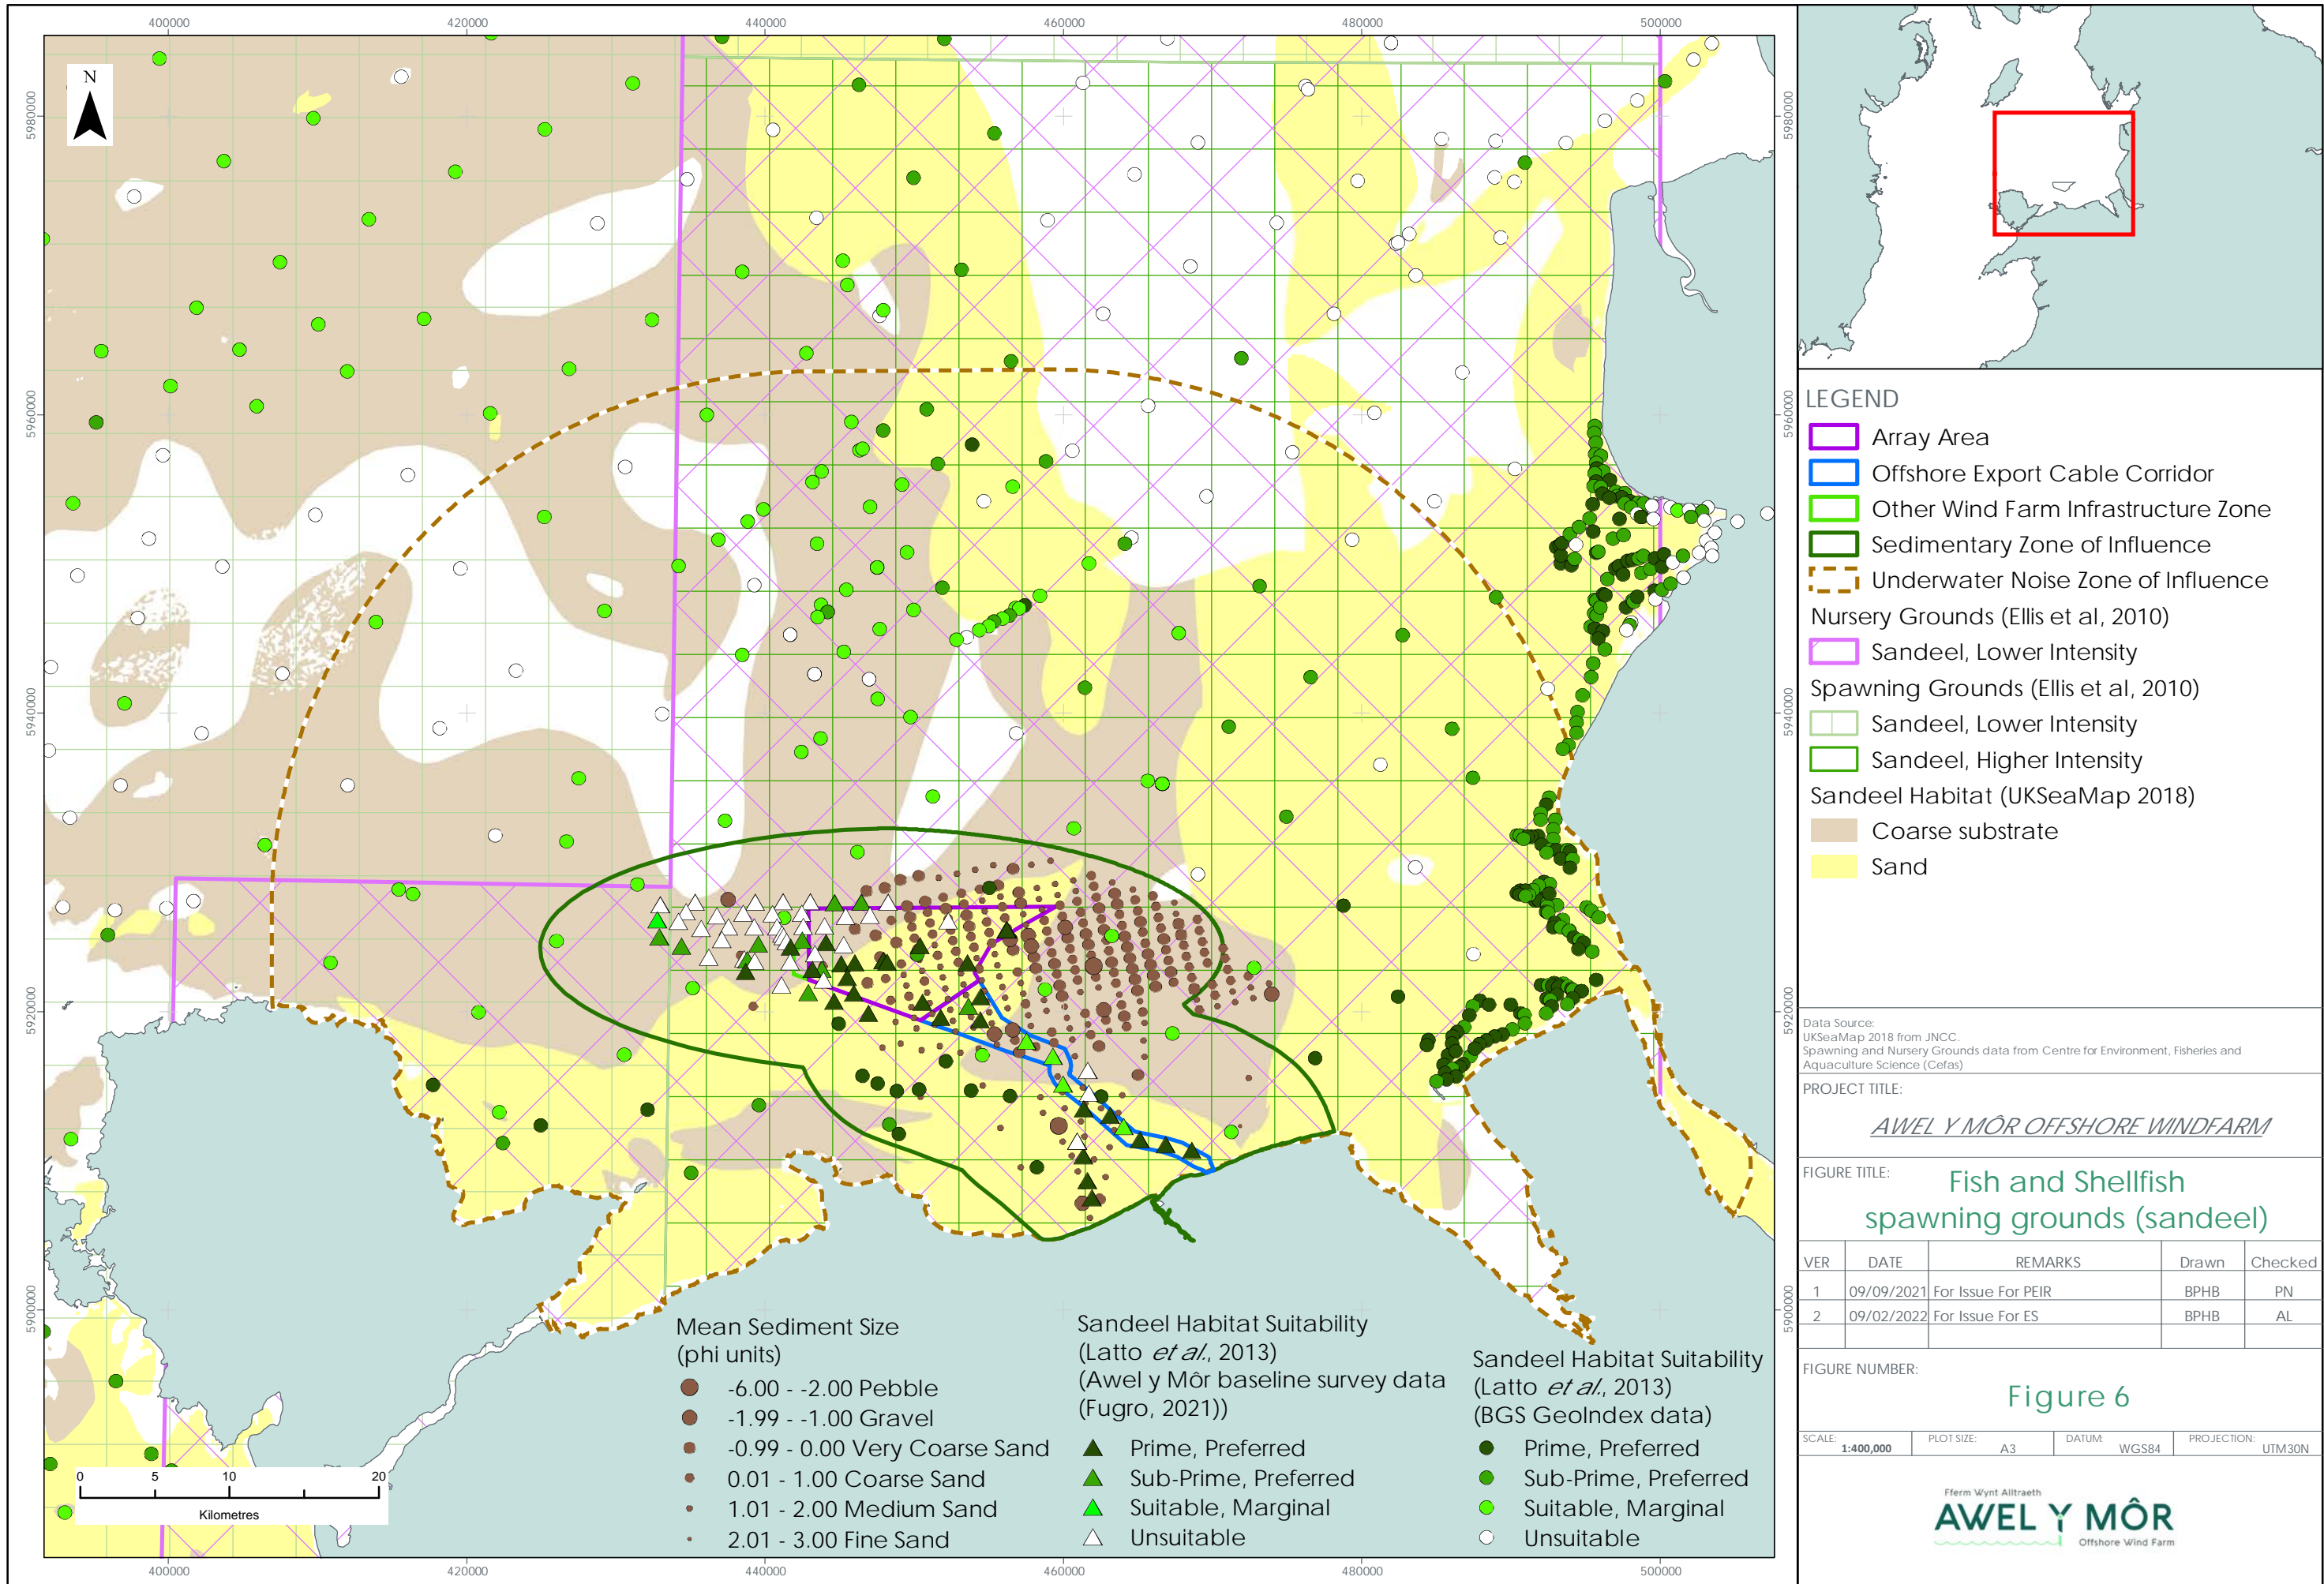 400000
420000
440000
460000
480000
500000
5980000
5960000
5940000
5920000
5900000
5980000
5960000
5940000
5920000
5900000
N
LEGEND
Array Area
Offshore Export Cable Corridor
Other Wind Farm Infrastructure Zone
Sedimentary Zone of Influence
Underwater Noise Zone of Influence
Nursery Grounds (Ellis et al, 2010)
Sandeel, Lower Intensity
Spawning Grounds (Ellis et al, 2010)
Sandeel, Lower Intensity
Sandeel, Higher Intensity
Sandeel Habitat (UKSeaMap 2018)
Coarse substrate
Sand
Mean Sediment Size
(phi units)
-6.00 - -2.00 Pebble
-1.99 - -1.00 Gravel
-0.99 - 0.00 Very Coarse Sand
0.01 - 1.00 Coarse Sand
1.01 - 2.00 Medium Sand
2.01 - 3.00 Fine Sand
Sandeel Habitat Suitability
(Latto et al., 2013)
(Awel y Môr baseline survey data
(Fugro, 2021))
Prime, Preferred
Sub-Prime, Preferred
Suitable, Marginal
Unsuitable
Sandeel Habitat Suitability
(Latto et al., 2013)
(BGS GeoIndex data)
Prime, Preferred
Sub-Prime, Preferred
Suitable, Marginal
Unsuitable
0 5 10 20
Kilometres
400000
420000
440000
460000
480000
500000
Data Source:
UKSeaMap 2018 from JNCC.
Spawning and Nursery Grounds data from Centre for Environment, Fisheries and
Aquaculture Science (Cefas)
PROJECT TITLE:
AWEL Y MÔR OFFSHORE WINDFARM
FIGURE TITLE:
Fish and Shellfish
spawning grounds (sandeel)
VER DATE REMARKS Drawn Checked
1 09/09/2021 For Issue For PEIR BPHB PN
2 09/02/2022 For Issue For ES BPHB AL
FIGURE NUMBER:
Figure 6
SCALE: 1:400,000 PLOT SIZE: A3 DATUM: WGS84 PROJECTION: UTM30N
Fferm Wynt Alltraeth
AWEL Y MÔR
Offshore Wind Farm